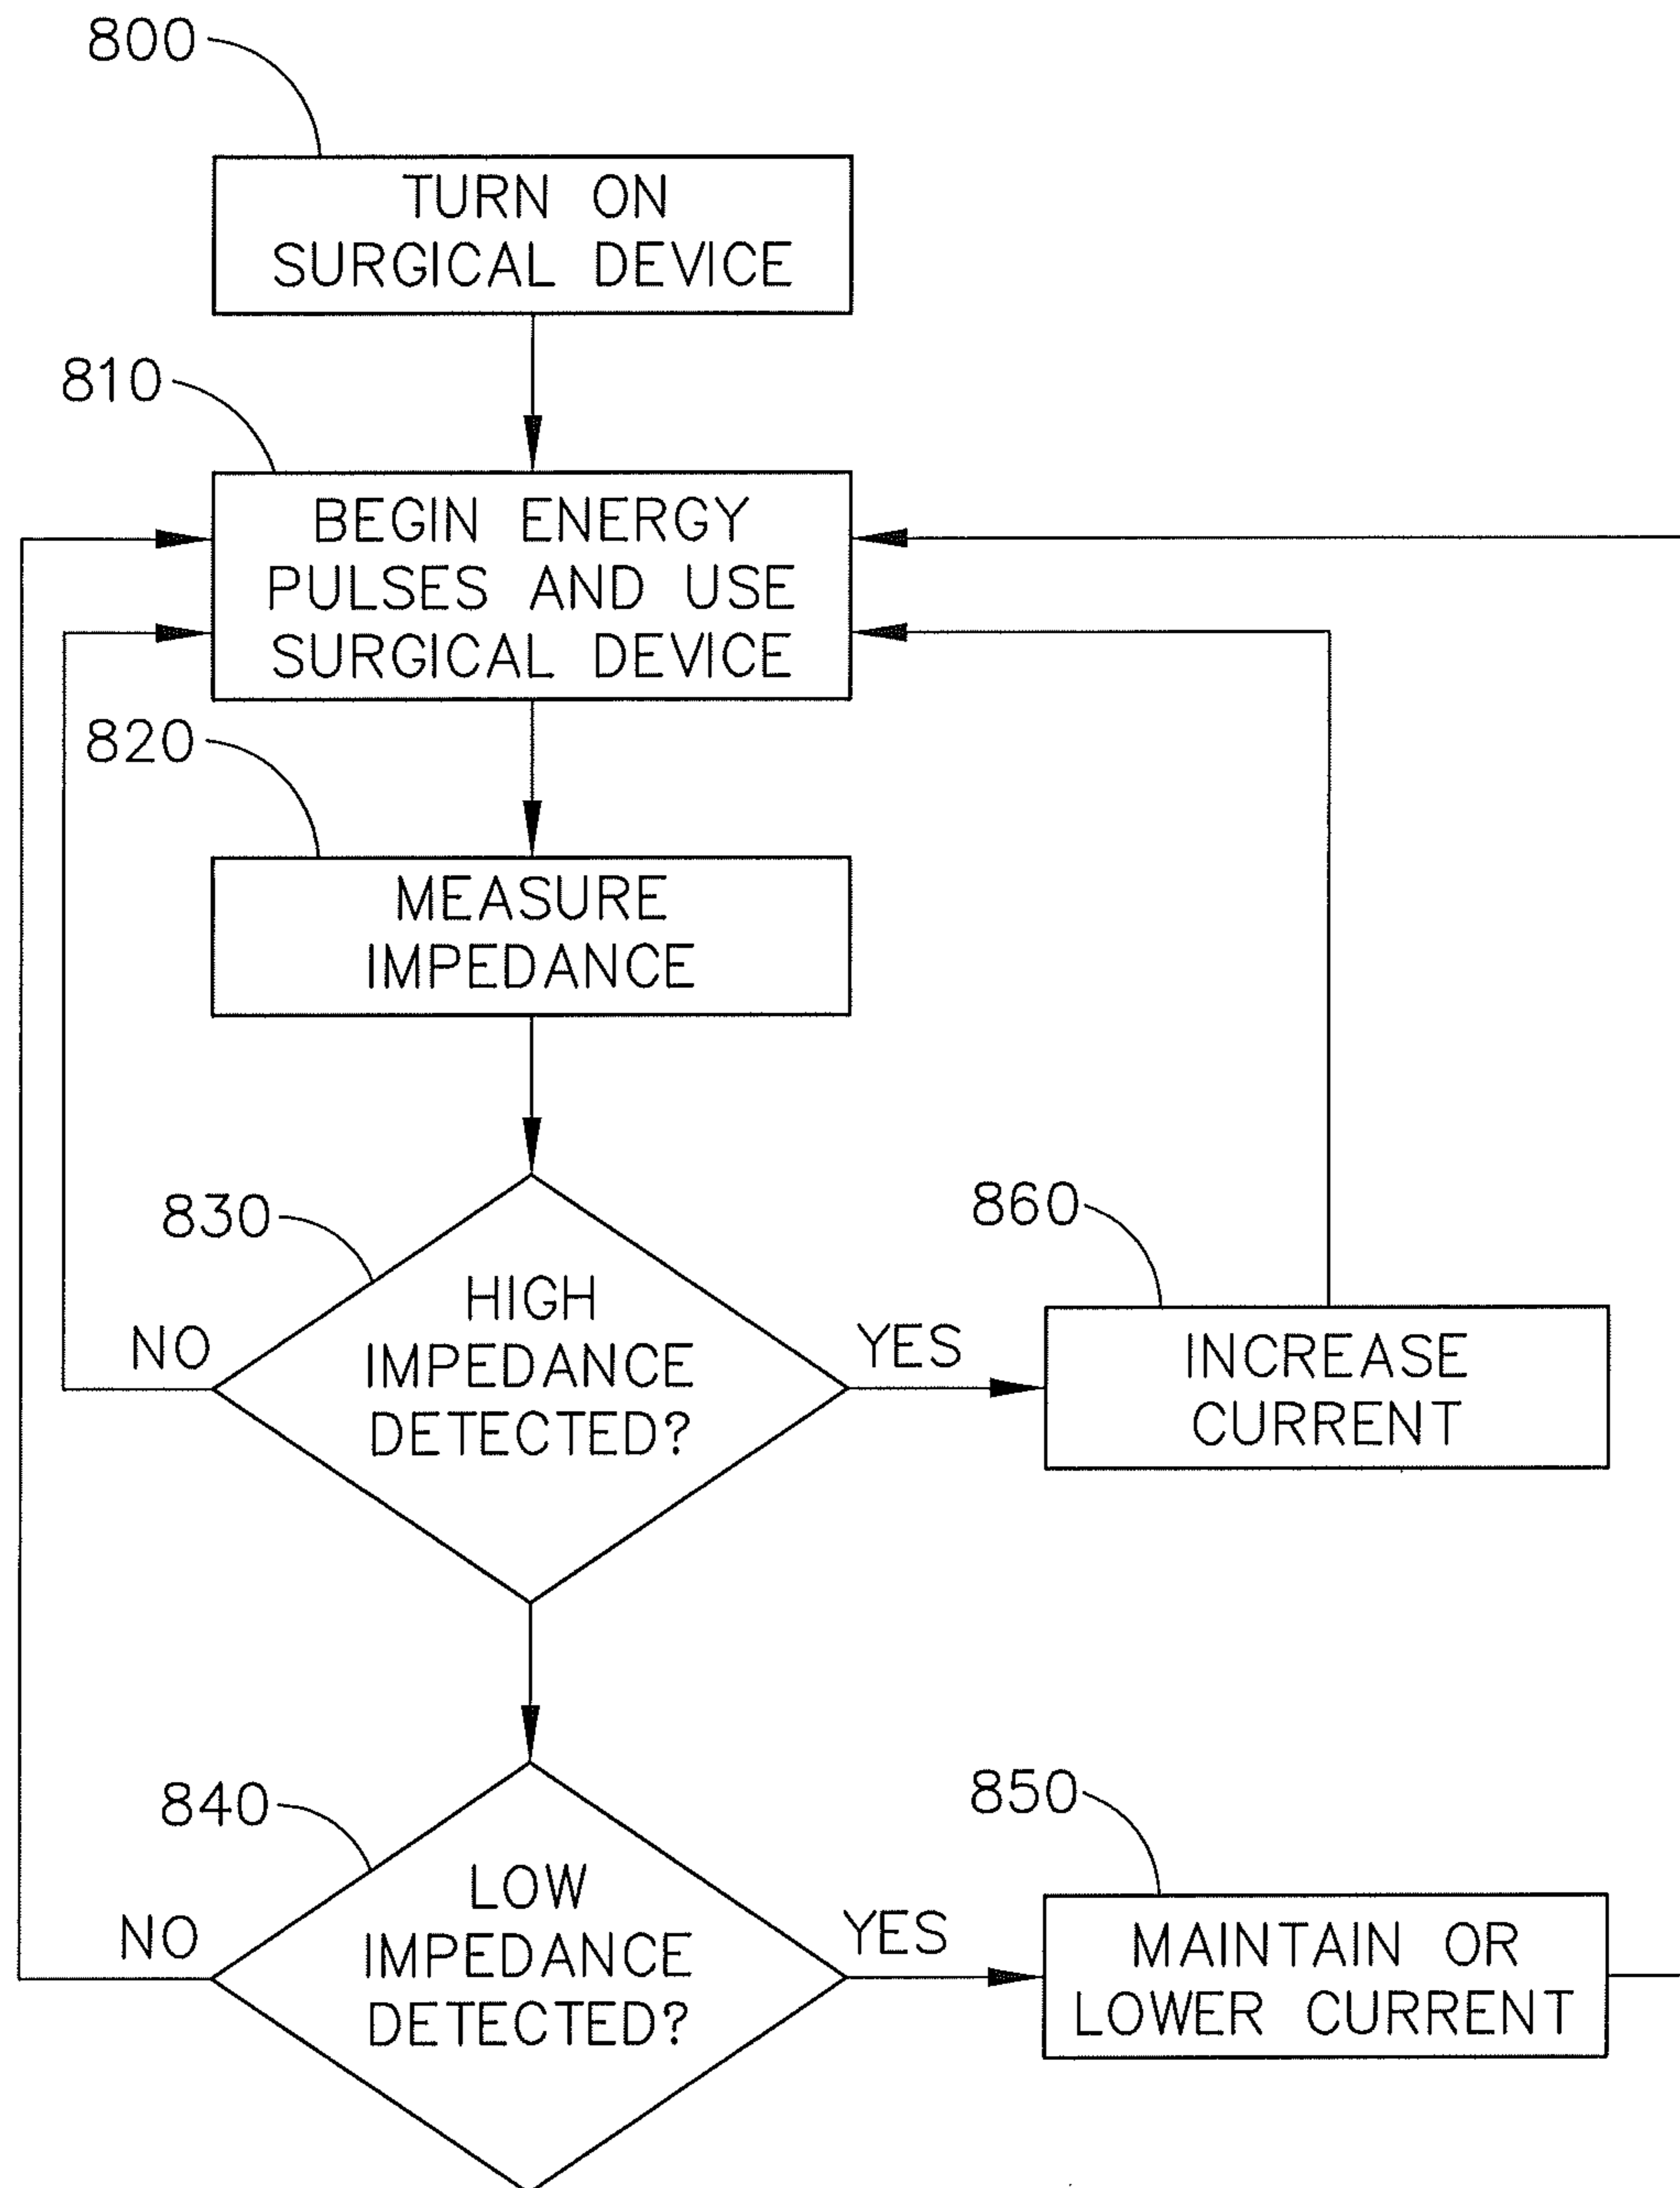 800
TURN ON
SURGICAL DEVICE
810
BEGIN ENERGY
PULSES AND USE
SURGICAL DEVICE
820
MEASURE
IMPEDANCE
830
HIGH
IMPEDANCE
DETECTED?
NO
YES
860
INCREASE
CURRENT
840
LOW
IMPEDANCE
DETECTED?
NO
YES
850
MAINTAIN OR
LOWER CURRENT